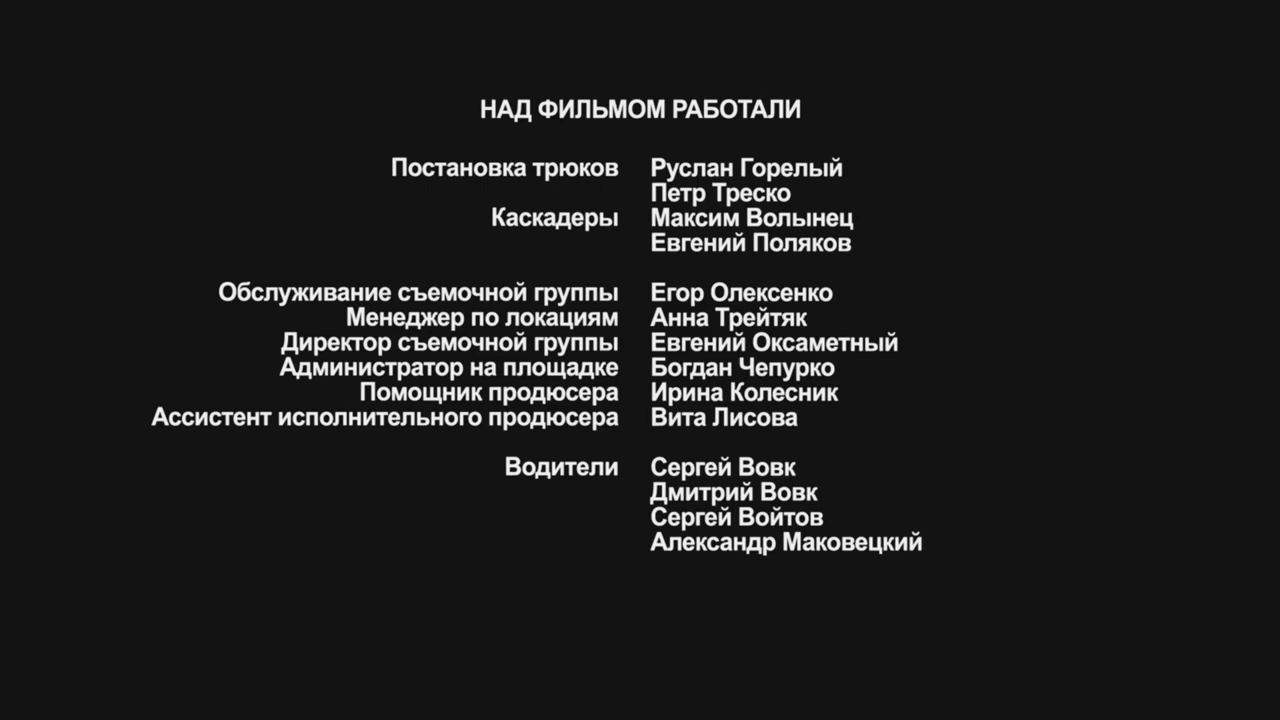 НАД ФИЛЬМОМ РАБОТАЛИ
Постановка трюков Руслан Горелый
Петр Треско
Каскадеры Максим Волынец
Евгений Поляков
Обслуживание съемочной группы Егор Олексенко
Менеджер по локациям Анна Трейтяк
Директор съемочной группы Евгений Оксаметный
Администратор на площадке Богдан Чепурко
Помощник продюсера Ирина Колесник
Ассистент исполнительного продюсера Вита Лисова
Водители Сергей Вовк
Дмитрий Вовк
Сергей Войтов
Александр Маковецкий